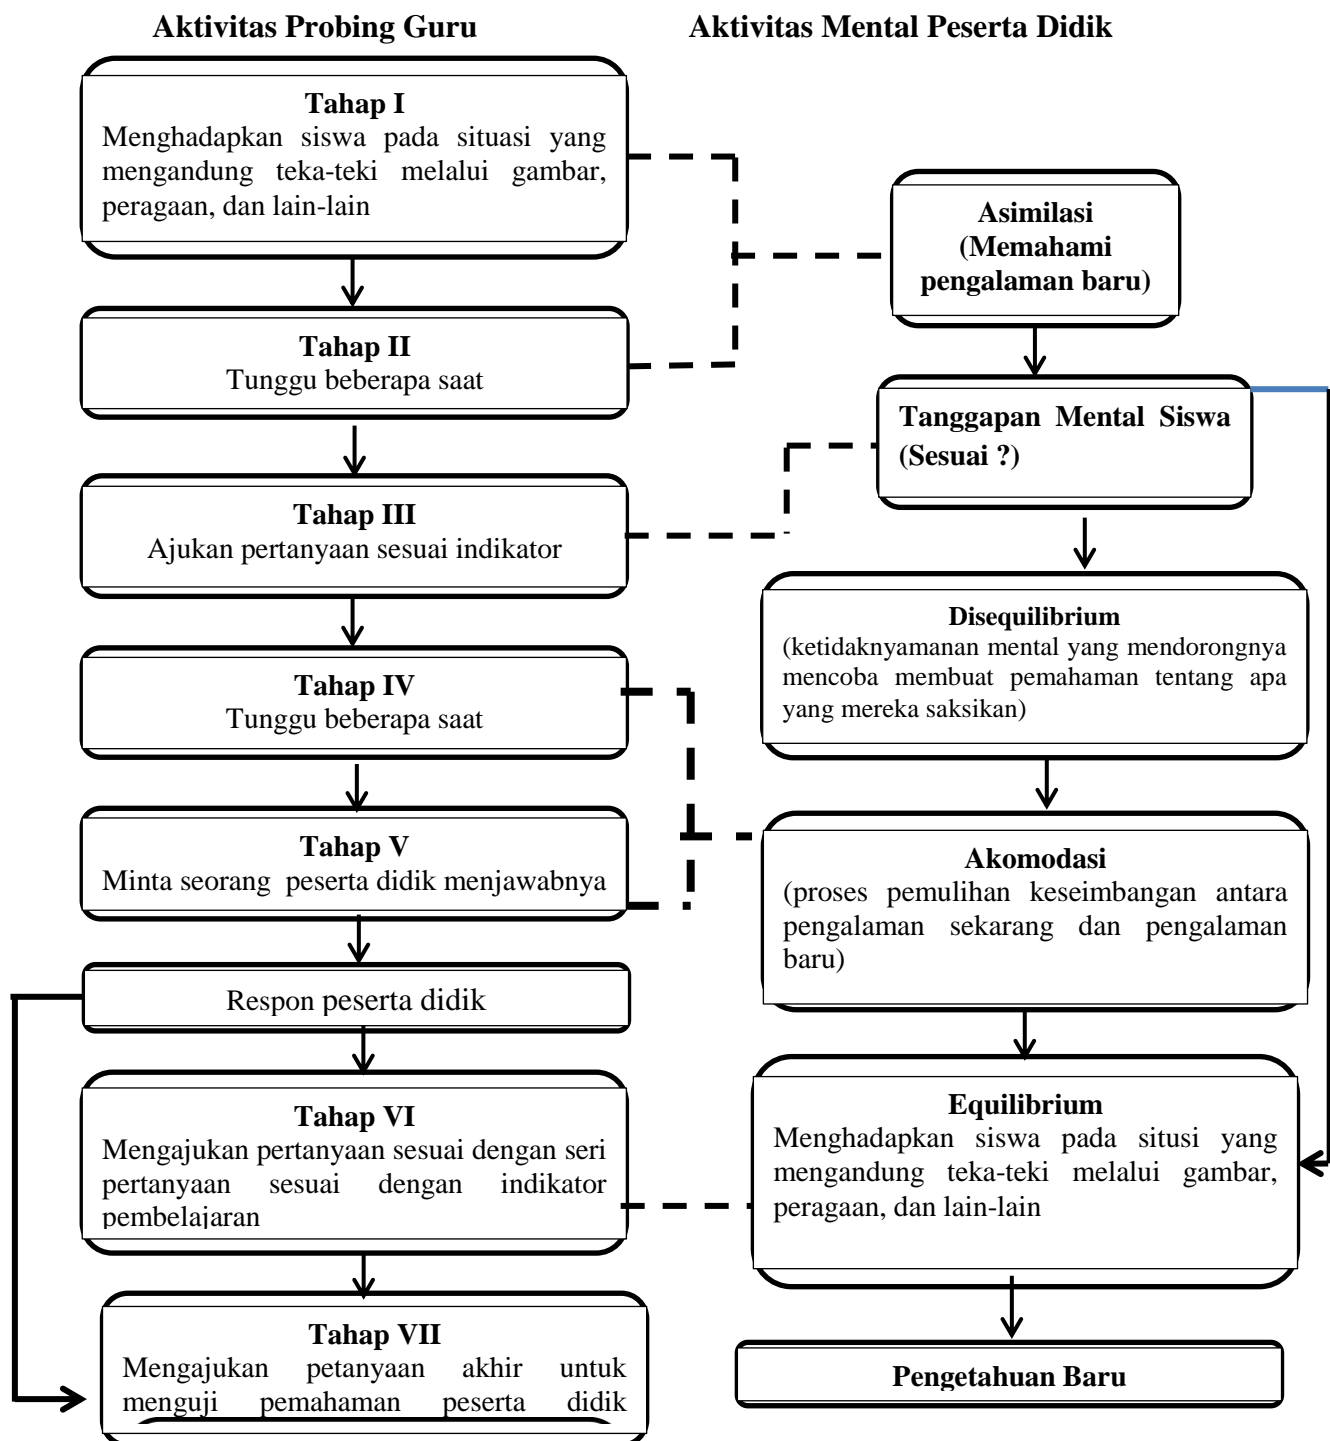 Aktivitas Probing Guru
Aktivitas Mental Peserta Didik
Tahap I
Menghadapkan siswa pada situasi yang
mengandung teka-teki melalui gambar,
peragaan, dan lain-lain
Tahap II
Tunggu beberapa saat
Tahap III
Ajukan pertanyaan sesuai indikator
Tahap IV
Tunggu beberapa saat
Tahap V
Minta seorang peserta didik menjawabnya
Respon peserta didik
Tahap VI
Mengajukan pertanyaan sesuai dengan seri
pertanyaan sesuai dengan indikator
pembelajaran
Tahap VII
Mengajukan petanyaan akhir untuk
menguji pemahaman peserta didik
Asimilasi
(Memahami
pengalaman baru)
Tanggapan Mental Siswa
(Sesuai ?)
Disequilibrium
(ketidaknyamanan mental yang mendorongnya
mencoba membuat pemahaman tentang apa
yang mereka saksikan)
Akomodasi
(proses pemulihan keseimbangan antara
pengalaman sekarang dan pengalaman
baru)
Equilibrium
Menghadapkan siswa pada situsi yang
mengandung teka-teki melalui gambar,
peragaan, dan lain-lain
Pengetahuan Baru